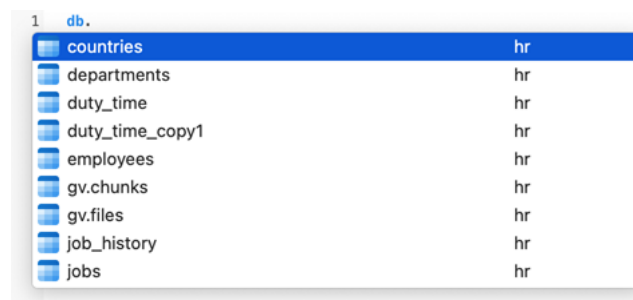 1 db.
countries hr
departments hr
duty_time hr
duty_time_copy1 hr
employees hr
gv.chunks hr
gv.files hr
job_history hr
jobs hr